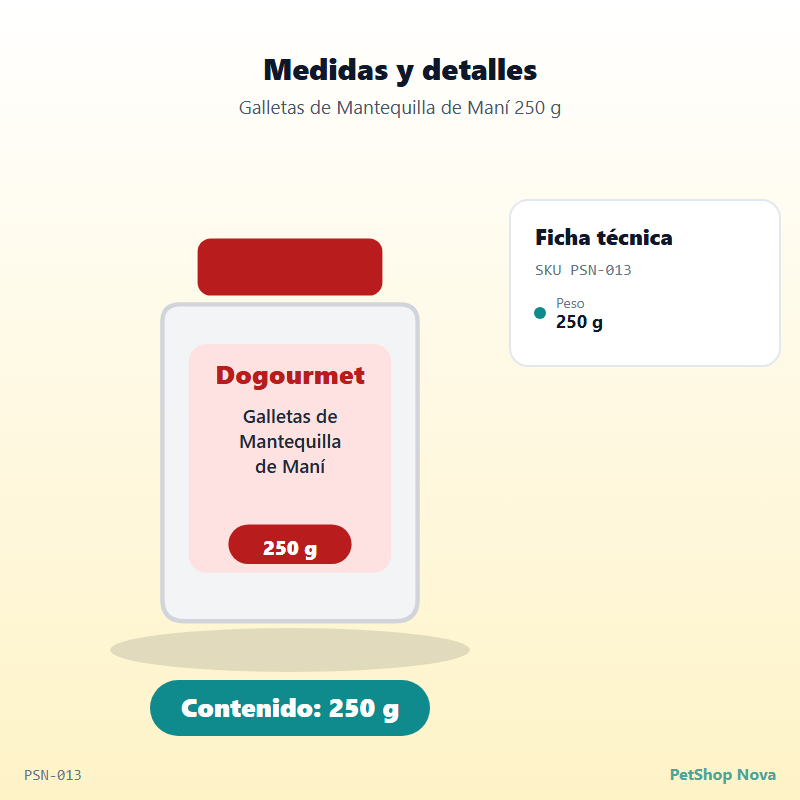 Medidas y detalles
Galletas de Mantequilla de Maní 250 g
Ficha técnica
SKU PSN-013
Peso
250 g
Dogourmet
Galletas de
Mantequilla
de Maní
250 g
Contenido: 250 g
PSN-013
PetShop Nova